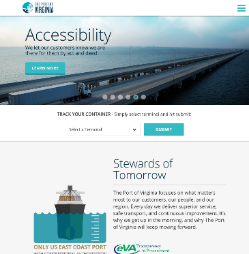 THE PORT OF
VIRGINIA
Accessibility
We let our customers know we are
there for them by act and deed.
LEARN MORE
TRACK YOUR CONTAINER - Simply select terminal and hit submit
Select a Terminal
SUBMIT
Stewards of
Tomorrow
The Port of Virginia focuses on what matters
most to our customers, our people, and our
region. Every day we deliver superior service,
safe transport, and continuous improvement. It's
why we get up in the morning, and why The Port
of Virginia will keep moving forward.
ONLY US EAST COAST PORT
eVA